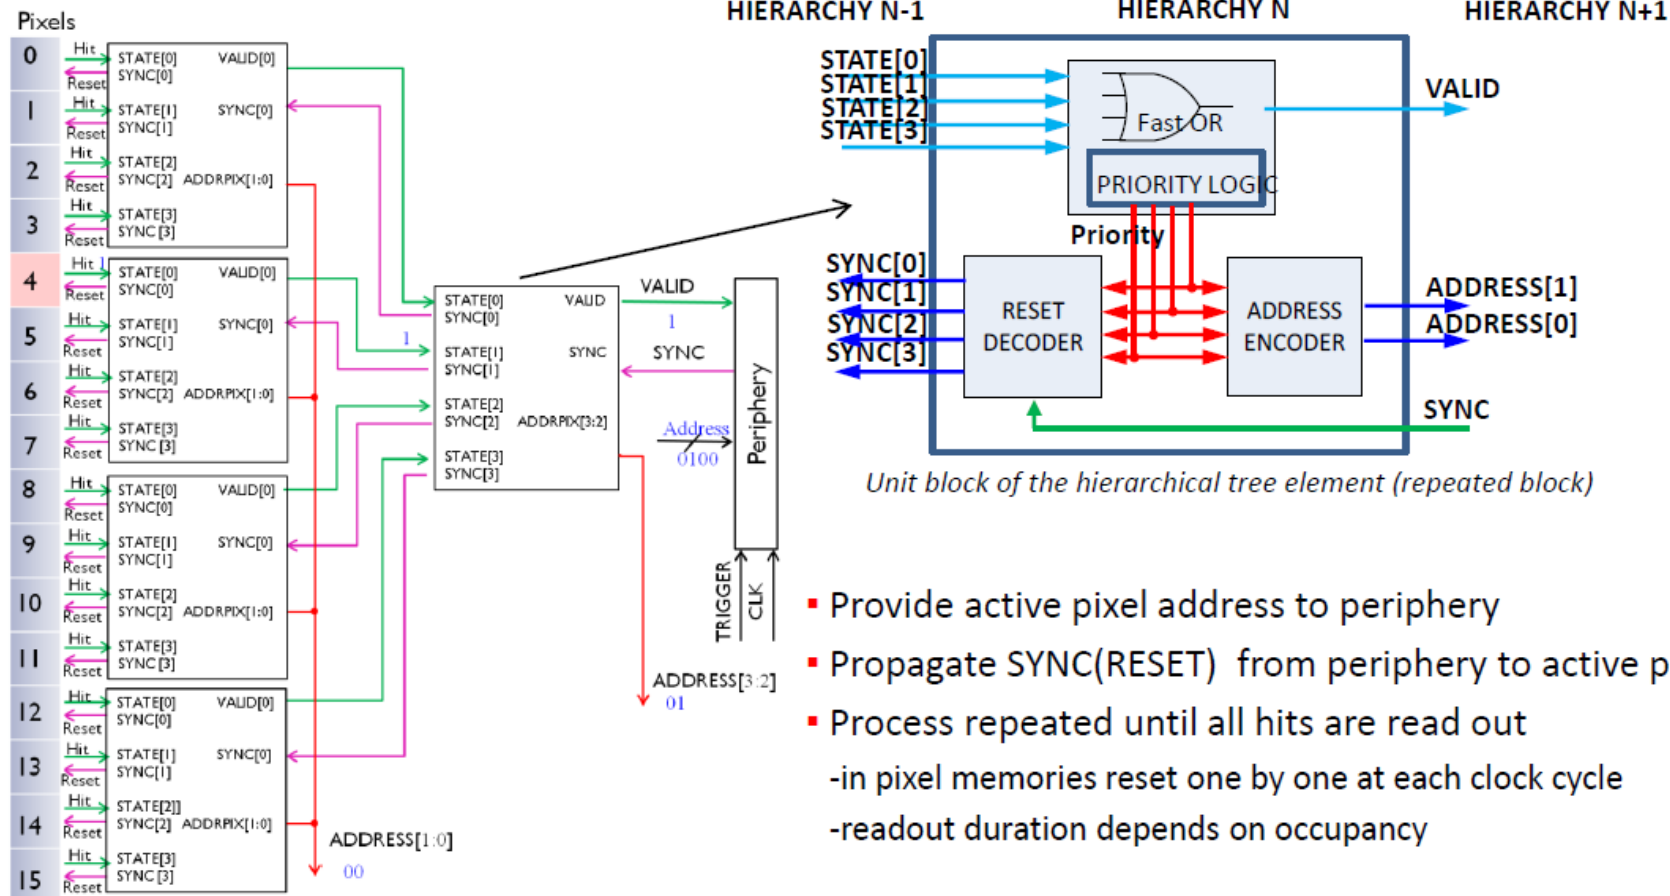 Pixels
0
Hit
STATE[0]
VALID[0]
Reset
SYNC[0]
1
Hit
STATE[1]
SYNC[0]
Reset
SYNC[1]
2
Hit
STATE[2]
Reset
SYNC[2]
ADDRPIX[1:0]
3
Hit
STATE[3]
Reset
SYNC [3]
4
Hit
1
STATE[0]
VALID[0]
Reset
SYNC[0]
5
Hit
STATE[1]
SYNC[0]
Reset
SYNC[1]
6
Hit
STATE[2]
Reset
SYNC[2]
ADDRPIX[1:0]
7
Hit
STATE[3]
Reset
SYNC [3]
8
Hit
STATE[0]
VALID[0]
Reset
SYNC[0]
9
Hit
STATE[1]
SYNC[0]
Reset
SYNC[1]
10
Hit
STATE[2]
Reset
SYNC[2]
ADDRPIX[1:0]
11
Hit
STATE[3]
Reset
SYNC [3]
12
Hit
STATE[0]
VALID[0]
Reset
SYNC[0]
13
Hit
STATE[1]
SYNC[0]
Reset
SYNC[1]
14
Hit
STATE[2]]
Reset
SYNC[2]
ADDRPIX[1:0]
15
Hit
STATE[3]
Reset
SYNC [3]
ADDRESS[1:0]
00
1
STATE[0]
VALID
SYNC[0]
STATE[1]
SYNC
SYNC[1]
STATE[2]
SYNC[2]
ADDRPIX[3:2]
STATE[3]
SYNC[3]
VALID
1
SYNC
Address
0100
Periphery
TRIGGER
CLK
ADDRESS[3:2]
01
HIERARCHY N-1
HIERARCHY N
HIERARCHY N+1
STATE[0]
STATE[1]
STATE[2]
STATE[3]
Fast OR
PRIORITY LOGIC
Priority
VALID
SYNC[0]
SYNC[1]
SYNC[2]
SYNC[3]
RESET
DECODER
ADDRESS
ENCODER
ADDRESS[1]
ADDRESS[0]
SYNC
Unit block of the hierarchical tree element (repeated block)
▪ Provide active pixel address to periphery
▪ Propagate SYNC(RESET) from periphery to active p
▪ Process repeated until all hits are read out
-in pixel memories reset one by one at each clock cycle
-readout duration depends on occupancy